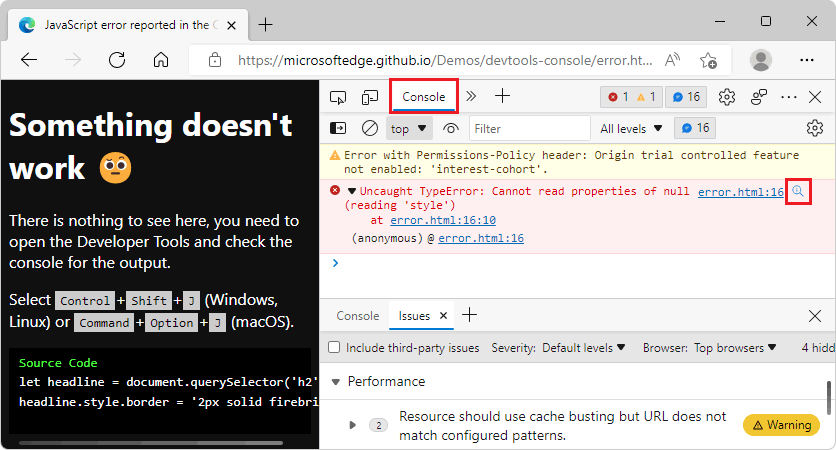 JavaScript error reported in the C
https://microsoftedge.github.io/Demos/devtools-console/error.ht...
Something doesn't
work
There is nothing to see here, you need to
open the Developer Tools and check the
console for the output.
Select Control + Shift + J (Windows,
Linux) or Command + Option + J (macOS).
Source Code
let headline = document.querySelector('h2'
headline.style.border = '2px solid firebri
Console
1 1 16
top Filter All levels 16
Error with Permissions-Policy header: Origin trial controlled feature
not enabled: 'interest-cohort'.
Uncaught TypeError: Cannot read properties of null error.html:16
(reading 'style')
at error.html:16:10
(anonymous) @ error.html:16
Console Issues
Include third-party issues Severity: Default levels Browser: Top browsers 4 hidd
Performance
2 Resource should use cache busting but URL does not
match configured patterns.
Warning